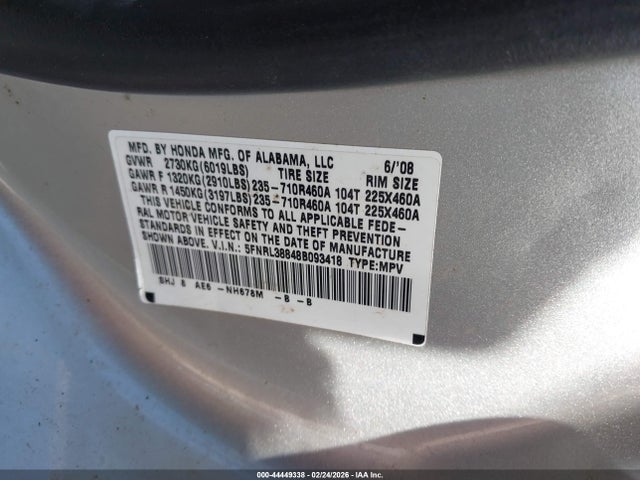 MFD. BY HONDA MFG. OF ALABAMA, LLC 6/'08
GVWR 2730KG(6019LBS) TIRE SIZE RIM SIZE
GAWR F 1320KG(2910LBS) 235-710R460A 104T 225X460A
GAWR R 1450KG(3197LBS) 235-710R460A 104T 225X460A
THIS VEHICLE CONFORMS TO ALL APPLICABLE FEDE-
RAL MOTOR VEHICLE SAFETY AND THEFT PREVENTION
STANDARDS IN EFFECT ON THE DATE OF MANUFACTURE
SHOWN ABOVE. V.I.N.: 5FNRL38848B093418 TYPE:MPV
SHJ 8 AE6 -NH678M -B -B
000-44449338 - 02/24/2026 - IAA Inc.